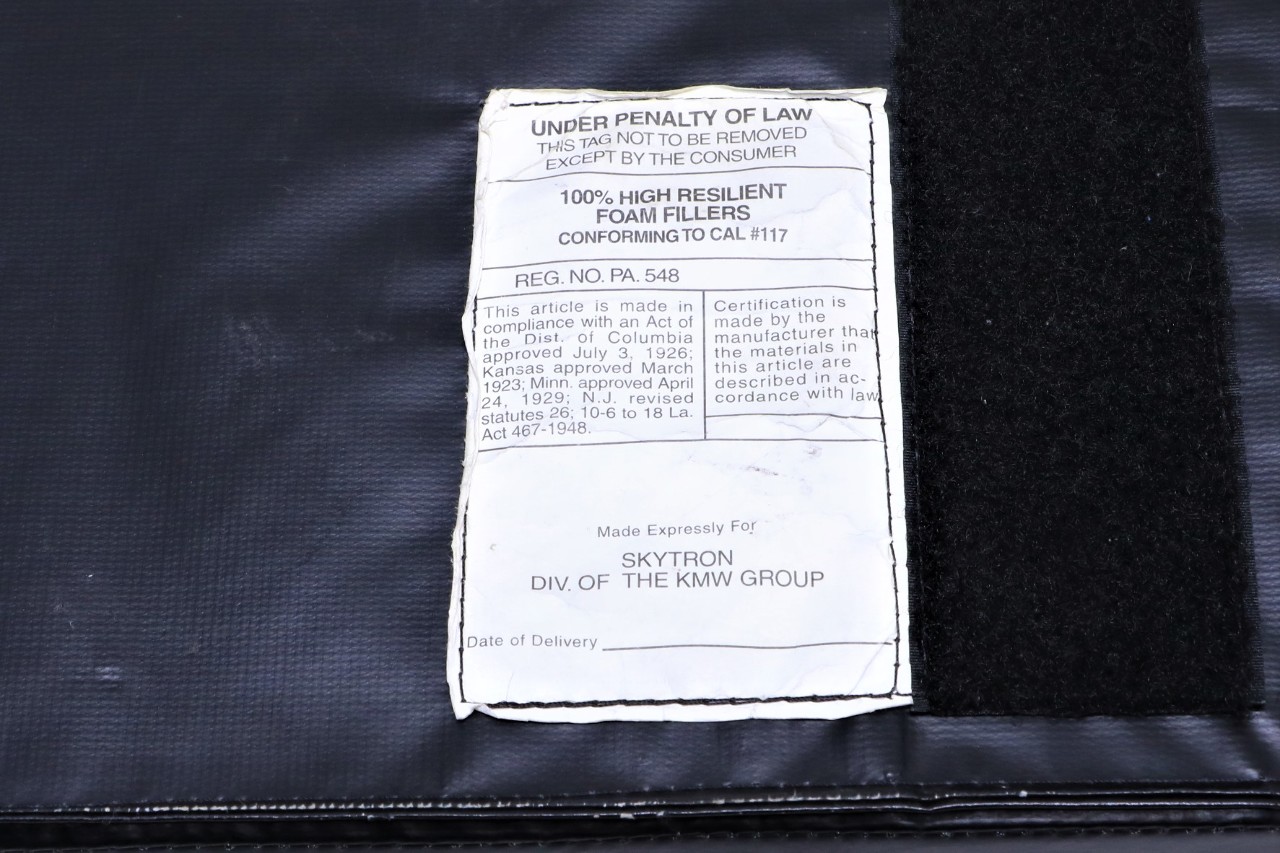 UNDER PENALTY OF LAW
THIS TAG NOT TO BE REMOVED
EXCEPT BY THE CONSUMER
100% HIGH RESILIENT
FOAM FILLERS
CONFORMING TO CAL #117
REG. NO. PA. 548
This article is made in
compliance with an Act of
the Dist. of Columbia
approved July 3, 1926;
Kansas approved March
1923; Minn. approved April
24, 1929; N.J. revised
statutes 26; 10-6 to 18 La.
Act 467-1948.
Certification is
made by the
manufacturer that
the materials in
this article are
described in ac-
cordance with law.
Made Expressly For
SKYTRON
DIV. OF THE KMW GROUP
Date of Delivery